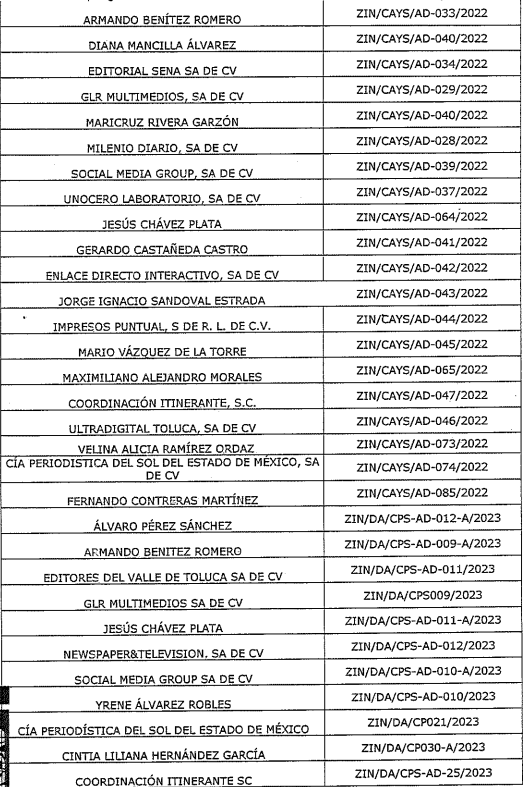 ARMANDO BENÍTEZ ROMERO ZIN/CAYS/AD-033/2022
DIANA MANCILLA ÁLVAREZ ZIN/CAYS/AD-040/2022
EDITORIAL SENA SA DE CV ZIN/CAYS/AD-034/2022
GLR MULTIMEDIOS, SA DE CV ZIN/CAYS/AD-029/2022
MARICRUZ RIVERA GARZÓN ZIN/CAYS/AD-040/2022
MILENIO DIARIO, SA DE CV ZIN/CAYS/AD-028/2022
SOCIAL MEDIA GROUP, SA DE CV ZIN/CAYS/AD-039/2022
UNOCERO LABORATORIO, SA DE CV ZIN/CAYS/AD-037/2022
JESÚS CHÁVEZ PLATA ZIN/CAYS/AD-064/2022
GERARDO CASTAÑEDA CASTRO ZIN/CAYS/AD-041/2022
ENLACE DIRECTO INTERACTIVO, SA DE CV ZIN/CAYS/AD-042/2022
JORGE IGNACIO SANDOVAL ESTRADA ZIN/CAYS/AD-043/2022
IMPRESOS PUNTUAL, S DE R. L. DE C.V. ZIN/CAYS/AD-044/2022
MARIO VÁZQUEZ DE LA TORRE ZIN/CAYS/AD-045/2022
MAXIMILIANO ALEJANDRO MORALES ZIN/CAYS/AD-065/2022
COORDINACIÓN ITINERANTE, S.C. ZIN/CAYS/AD-047/2022
ULTRADIGITAL TOLUCA, SA DE CV ZIN/CAYS/AD-046/2022
VELINA ALICIA RAMÍREZ ORDAZ ZIN/CAYS/AD-073/2022
CÍA PERIODISTICA DEL SOL DEL ESTADO DE MÉXICO, SA
DE CV ZIN/CAYS/AD-074/2022
FERNANDO CONTRERAS MARTÍNEZ ZIN/CAYS/AD-085/2022
ÁLVARO PÉREZ SÁNCHEZ ZIN/DA/CPS-AD-012-A/2023
ARMANDO BENITEZ ROMERO ZIN/DA/CPS-AD-009-A/2023
EDITORES DEL VALLE DE TOLUCA SA DE CV ZIN/DA/CPS-AD-011/2023
GLR MULTIMEDIOS SA DE CV ZIN/DA/CPS009/2023
JESÚS CHÁVEZ PLATA ZIN/DA/CPS-AD-011-A/2023
NEWSPAPER&TELEVISION. SA DE CV ZIN/DA/CPS-AD-012/2023
SOCIAL MEDIA GROUP SA DE CV ZIN/DA/CPS-AD-010-A/2023
YRENE ÁLVAREZ ROBLES ZIN/DA/CPS-AD-010/2023
CÍA PERIODÍSTICA DEL SOL DEL ESTADO DE MÉXICO ZIN/DA/CP021/2023
CINTIA LILIANA HERNÁNDEZ GARCÍA ZIN/DA/CP030-A/2023
COORDINACIÓN ITINERANTE SC ZIN/DA/CPS-AD-25/2023